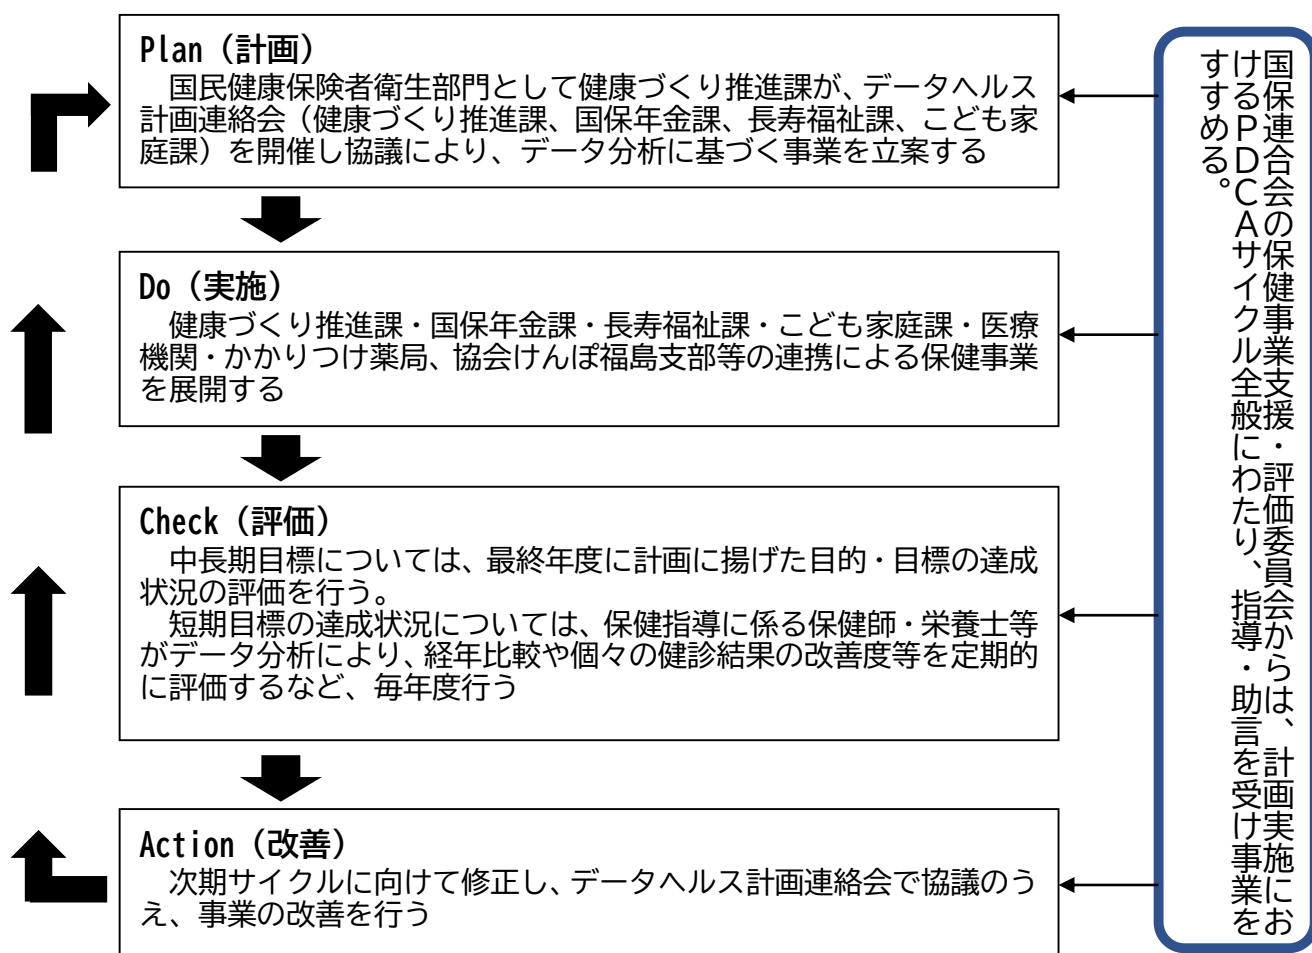 Plan（計画）
国民健康保険者衛生部門として健康づくり推進課が、データヘルス
計画連絡会（健康づくり推進課、国保年金課、長寿福祉課、こども家
庭課）を開催し協議により、データ分析に基づく事業を立案する
Do（実施）
健康づくり推進課・国保年金課・長寿福祉課・こども家庭課・医療
機関・かかりつけ薬局、協会けんぽ福島支部等の連携による保健事業
を展開する
Check（評価）
中長期目標については、最終年度に計画に揚げた目的・目標の達成
状況の評価を行う。
短期目標の達成状況については、保健指導に係る保健師・栄養士等
がデータ分析により、経年比較や個々の健診結果の改善度等を定期的
に評価するなど、毎年度行う
Action（改善）
次期サイクルに向けて修正し、データヘルス計画連絡会で協議のう
え、事業の改善を行う
国保連合会の保健事業支援・評価委員会からは、計画実施にお
けるＰＤＣＡサイクル全般にわたり、指導・助言を受け事業を
すすめる。